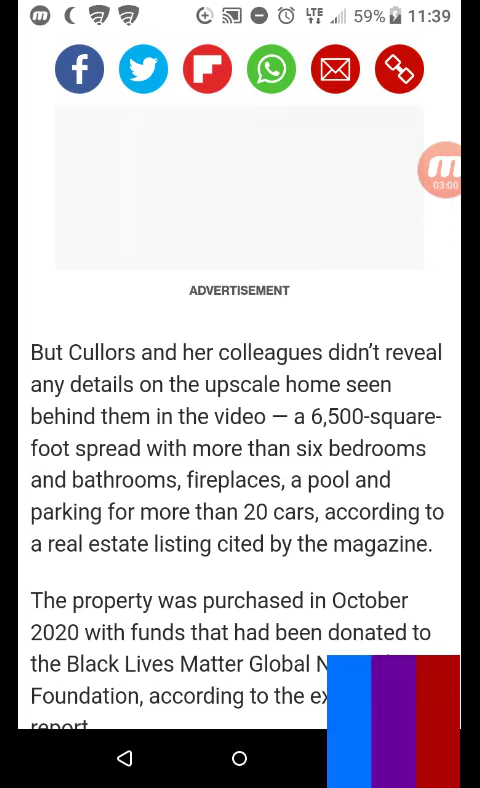 LTE 59% 11:39
03:00
ADVERTISEMENT
But Cullors and her colleagues didn’t reveal
any details on the upscale home seen
behind them in the video — a 6,500-square-
foot spread with more than six bedrooms
and bathrooms, fireplaces, a pool and
parking for more than 20 cars, according to
a real estate listing cited by the magazine.
The property was purchased in October
2020 with funds that had been donated to
the Black Lives Matter Global
Foundation, according to the
report